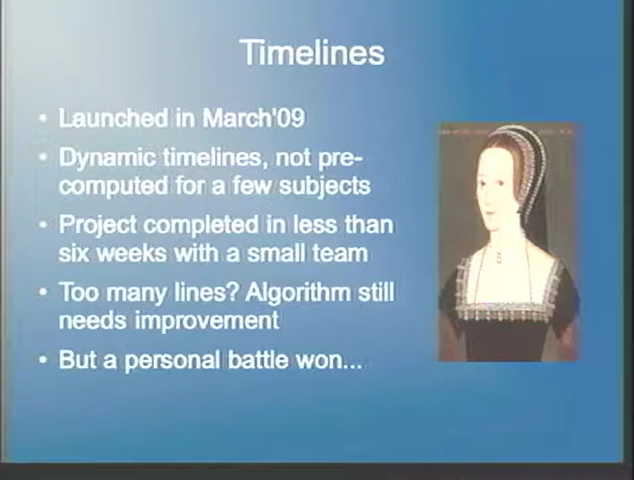 Timelines
• Launched in March'09
• Dynamic timelines, not pre-
computed for a few subjects
• Project completed in less than
six weeks with a small team
• Too many lines? Algorithm still
needs improvement
• But a personal battle won...